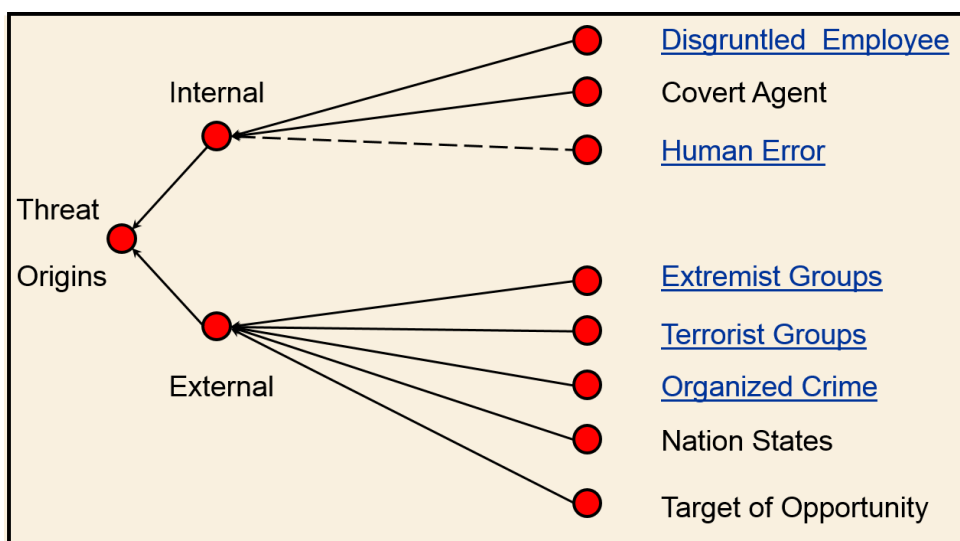 Disgruntled Employee
Internal
Covert Agent
Human Error
Threat
Origins
Extremist Groups
Terrorist Groups
External
Organized Crime
Nation States
Target of Opportunity